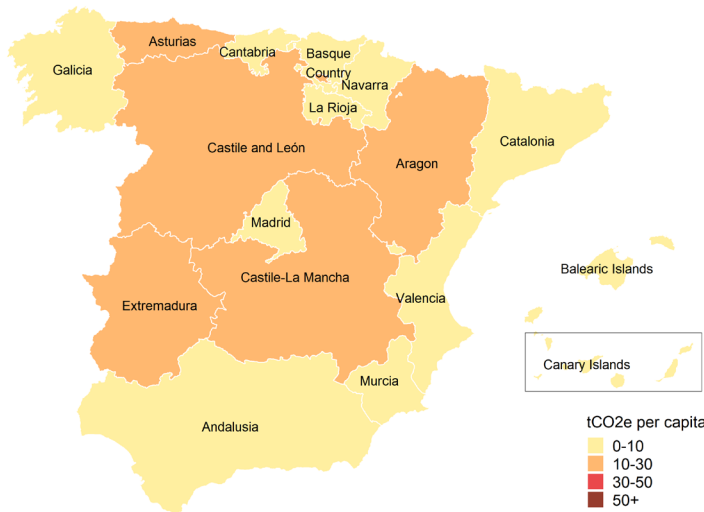 Asturias
Cantabria
Basque
Country
Galicia
Navarra
La Rioja
Castile and León
Aragon
Catalonia
Madrid
Balearic Islands
Castile-La Mancha
Extremadura
Valencia
Canary Islands
Murcia
Andalusia
tCO2e per capita
0-10
10-30
30-50
50+